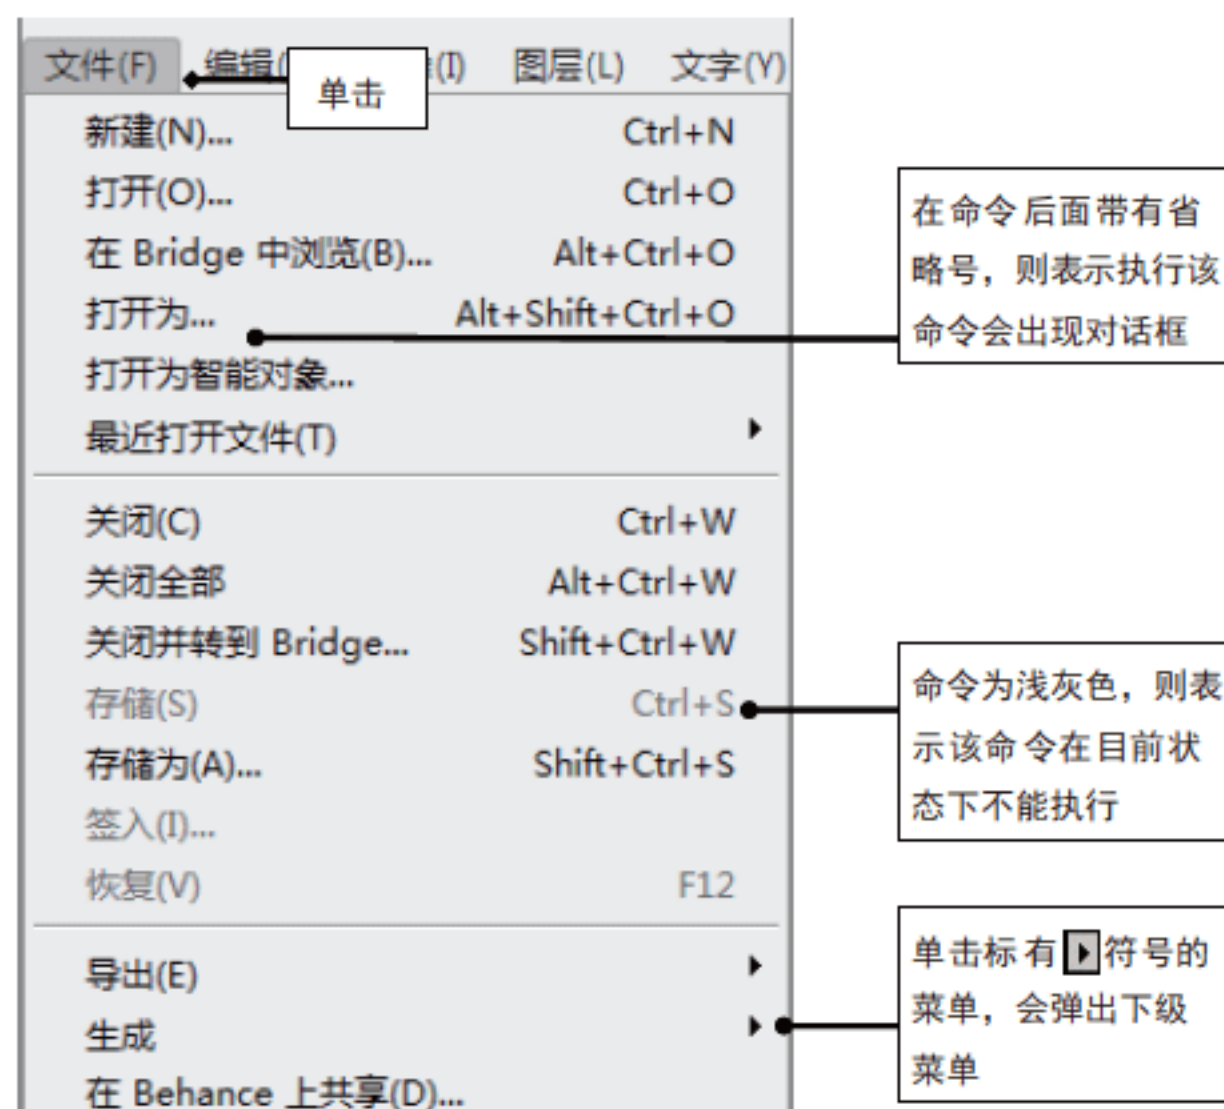 文件(F) 编辑( (I) 图层(L) 文字(Y)
单击
新建(N)... Ctrl+N
打开(O)... Ctrl+O
在 Bridge 中浏览(B)... Alt+Ctrl+O
打开为... Alt+Shift+Ctrl+O
打开为智能对象...
最近打开文件(T)
关闭(C) Ctrl+W
关闭全部 Alt+Ctrl+W
关闭并转到 Bridge... Shift+Ctrl+W
存储(S) Ctrl+S
存储为(A)... Shift+Ctrl+S
签入(I)...
恢复(V) F12
导出(E)
生成
在 Behance 上共享(D)...
在命令后面带有省
略号，则表示执行该
命令会出现对话框
命令为浅灰色，则表
示该命令在目前状
态下不能执行
单击标有符号的
菜单，会弹出下级
菜单